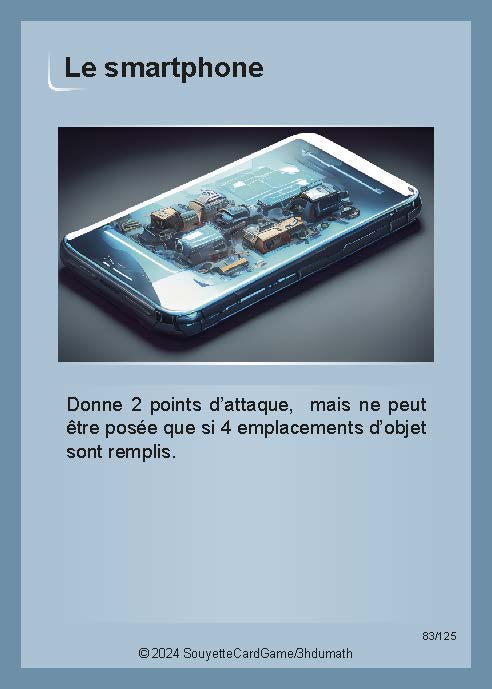 Le smartphone
Donne 2 points d'attaque,  mais ne peut
être posée que si 4 emplacements d'objet
sont remplis.
83/125
© 2024 SouyetteCardGame/3hdumath